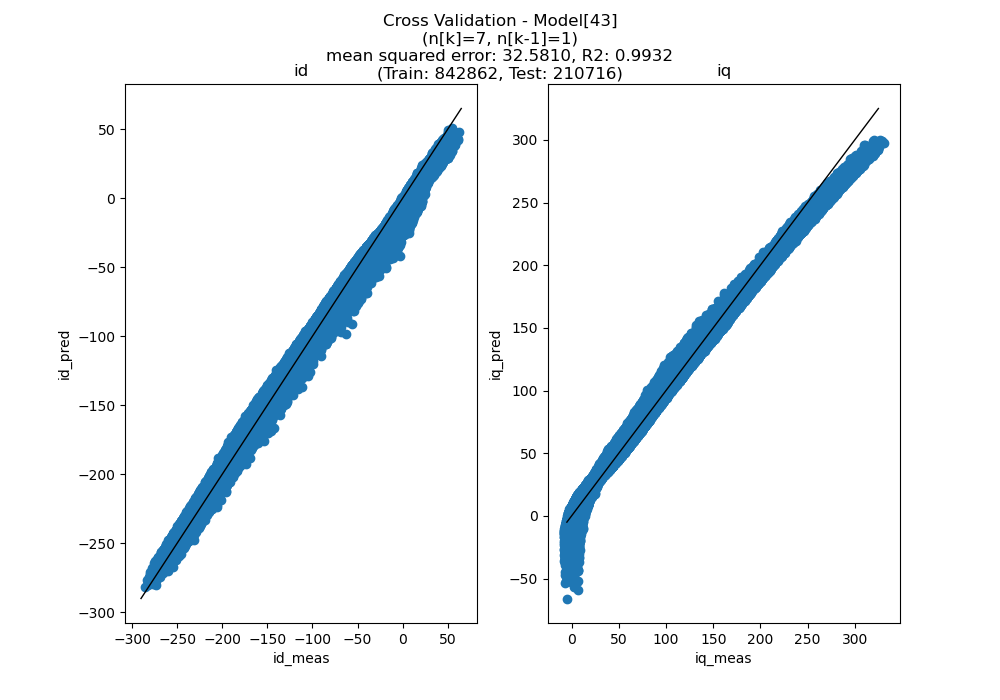 Cross Validation - Model[43]
(n[k]=7, n[k-1]=1)
mean squared error: 32.5810, R2: 0.9932
(Train: 842862, Test: 210716)
id
iq
50
0
−50
−100
−150
−200
−250
−300
id_pred
−300 −250 −200 −150 −100 −50 0 50
id_meas
300
250
200
150
100
50
0
−50
iq_pred
0 50 100 150 200 250 300
iq_meas